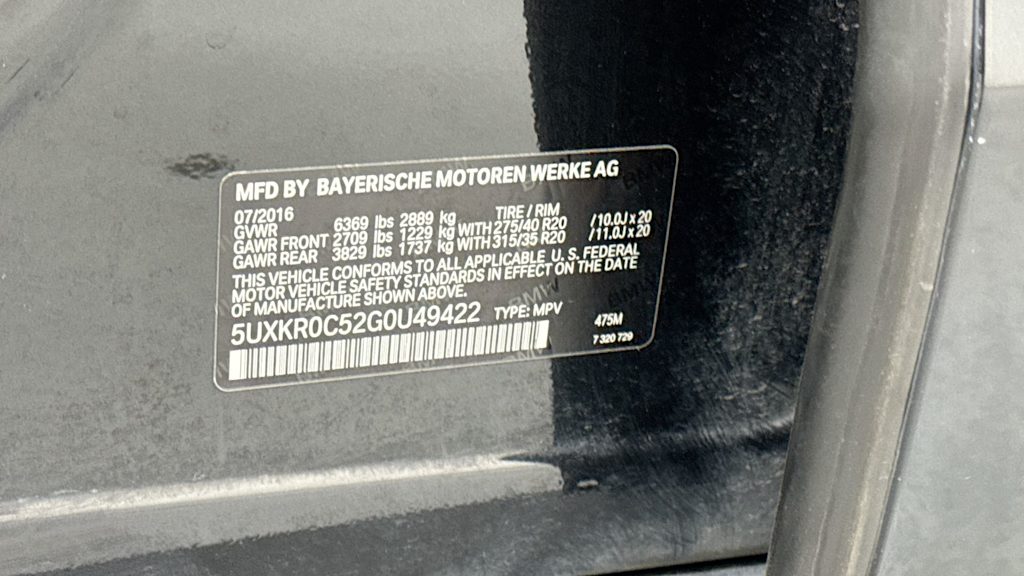 MFD BY BAYERISCHE MOTOREN WERKE AG
07/2016 TIRE / RIM
GVWR 6369 lbs 2889 kg
GAWR FRONT 2709 lbs 1229 kg WITH 275/40 R20 /10.0J x 20
GAWR REAR 3829 lbs 1737 kg WITH 315/35 R20 /11.0J x 20
THIS VEHICLE CONFORMS TO ALL APPLICABLE U. S. FEDERAL
MOTOR VEHICLE SAFETY STANDARDS IN EFFECT ON THE DATE
OF MANUFACTURE SHOWN ABOVE.
5UXKR0C52G0U49422 TYPE: MPV 475M
7 320 729